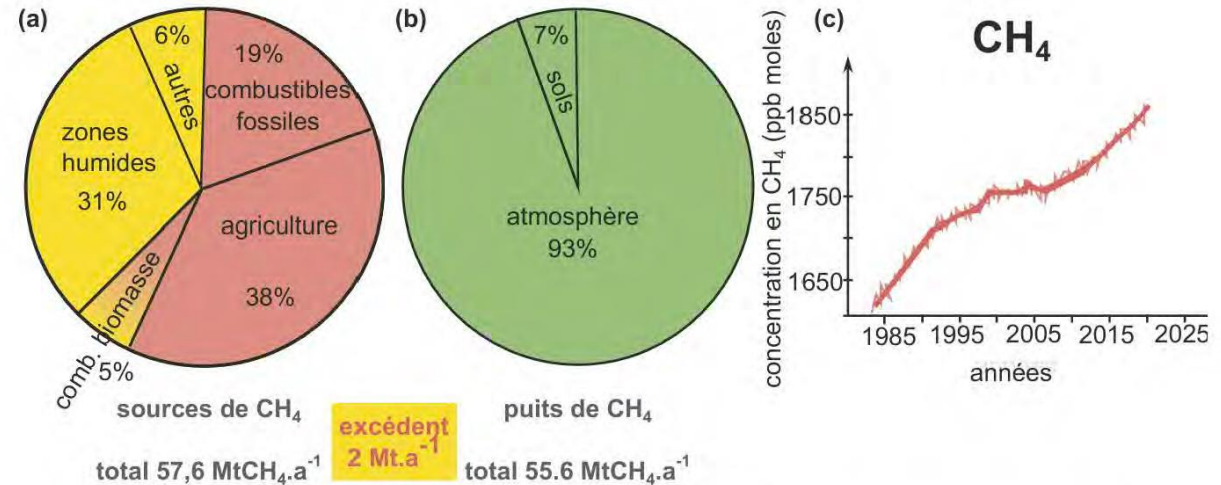 (a)
6%
autres
19%
combustibles
fossiles
zones
humides
31%
agriculture
38%
comb. biomasse
5%
sources de CH₄
total 57,6 MtCH₄.a⁻¹
excédent
2 Mt.a⁻¹
(b)
7%
sols
atmosphère
93%
puits de CH₄
total 55.6 MtCH₄.a⁻¹
(c)
CH₄
concentration en CH₄ (ppb moles)
1850
1750
1650
1985 1995 2005 2015 2025
années